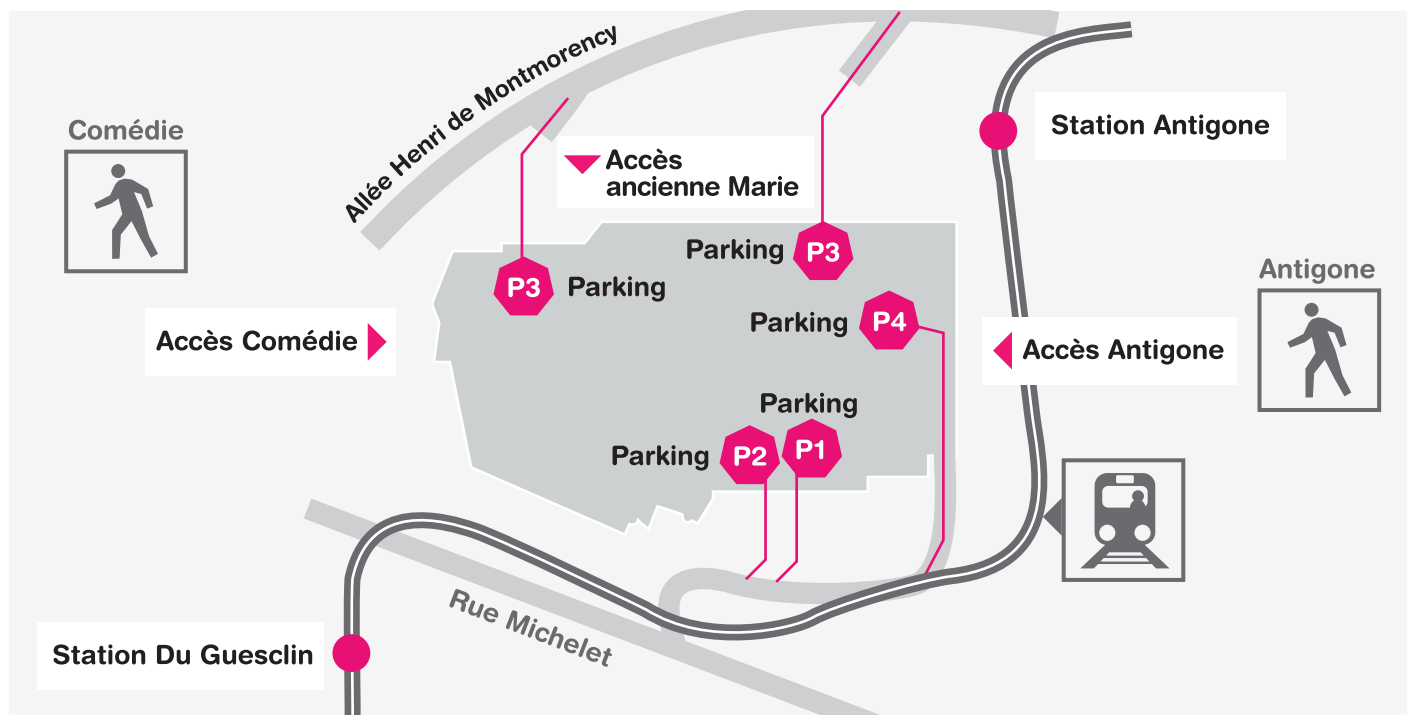 Allée Henri de Montmorency
Comédie
Station Antigone
Accès
ancienne Marie
Parking
P3
P3
Parking
Antigone
Parking
P4
Accès Comédie
Accès Antigone
Parking
Parking
P2
P1
Rue Michelet
Station Du Guesclin